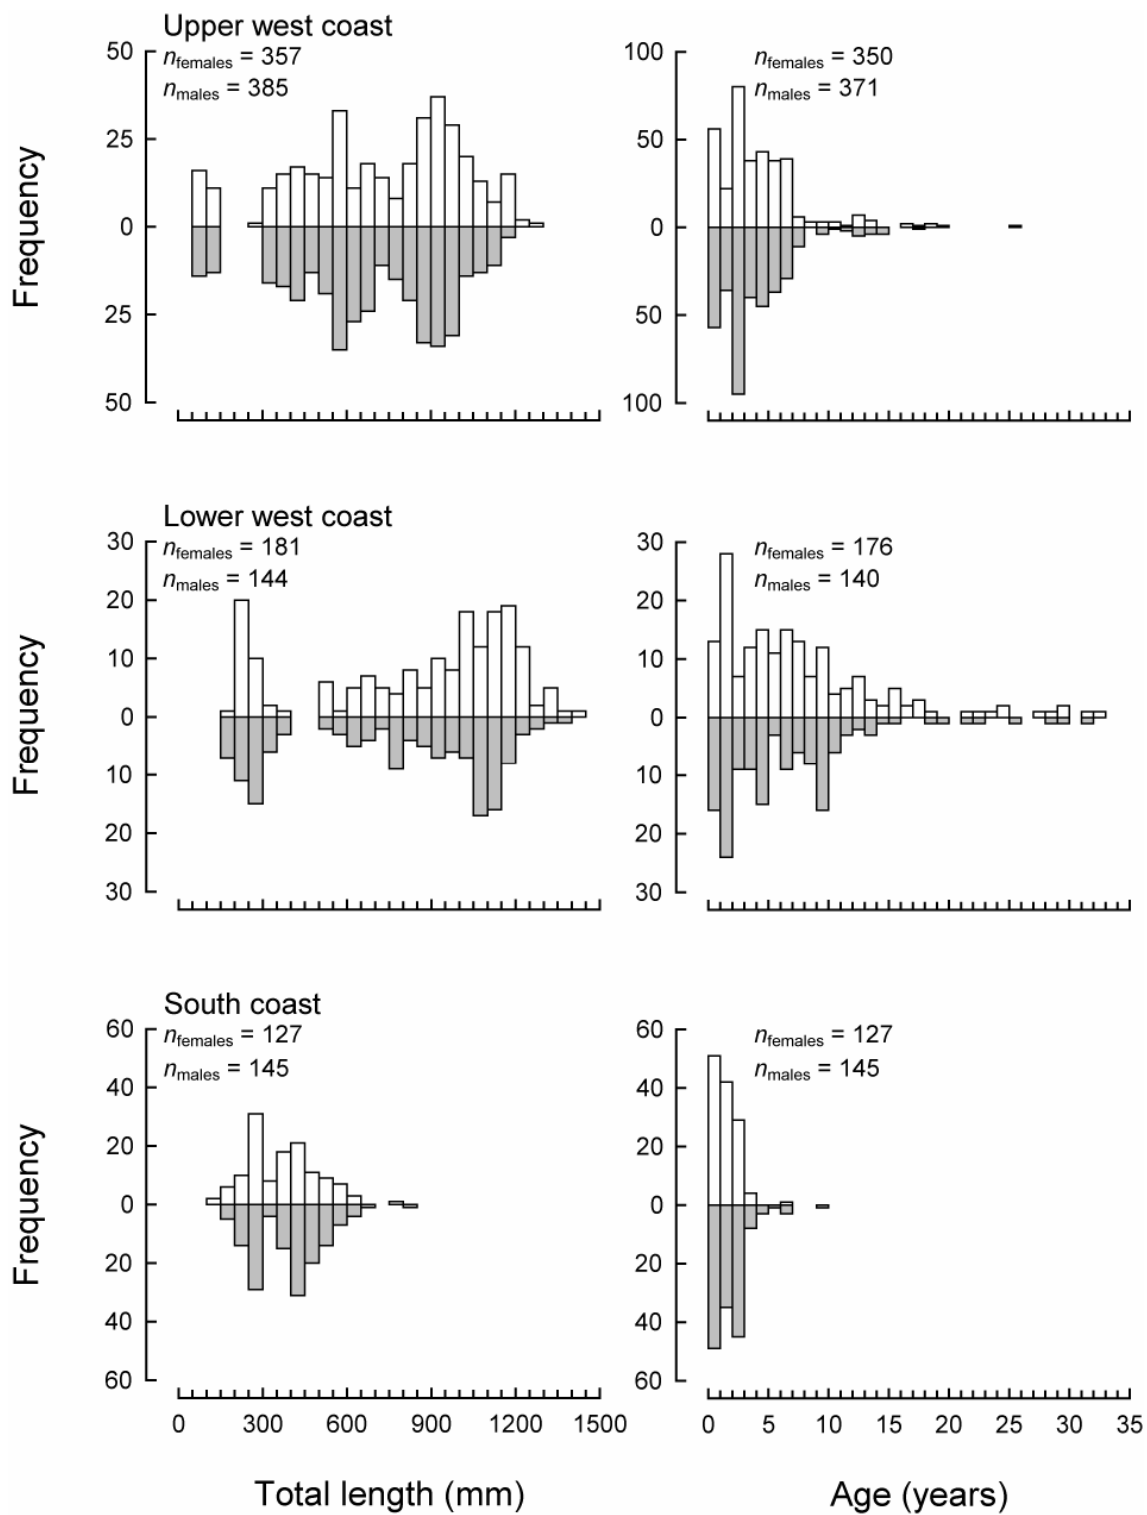 Upper west coast
nfemales = 357
nmales = 385
50
25
0
25
50
Frequency
nfemales = 350
nmales = 371
100
50
0
50
100
Lower west coast
nfemales = 181
nmales = 144
30
20
10
0
10
20
30
Frequency
nfemales = 176
nmales = 140
30
20
10
0
10
20
30
South coast
nfemales = 127
nmales = 145
60
40
20
0
20
40
60
Frequency
0 300 600 900 1200 1500
Total length (mm)
nfemales = 127
nmales = 145
60
40
20
0
20
40
60
0 5 10 15 20 25 30 35
Age (years)